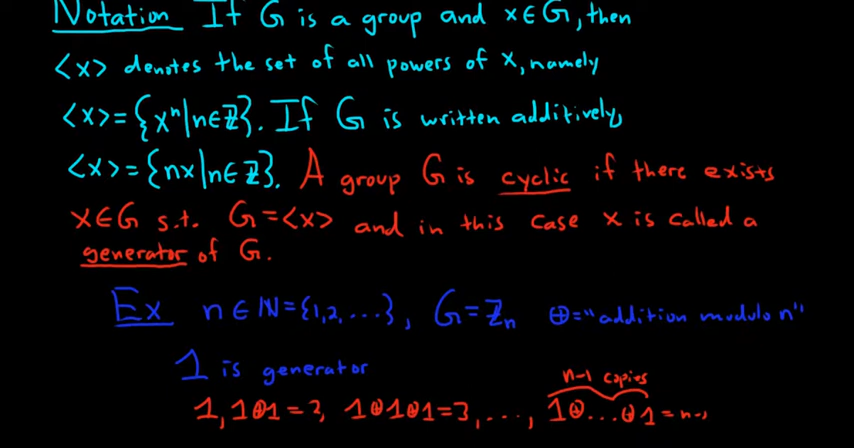 Notation If G is a group and x∈G, then
<x> denotes the set of all powers of x, namely
<x>={xⁿ|n∈ℤ}. If G is written additively,
<x>={nx|n∈ℤ}. A group G is cyclic if there exists
x∈G s.t. G=<x> and in this case x is called a
generator of G.
Ex n∈ℕ={1,2,...}, G=ℤₙ ⊕="addition modulo n"
1 is generator
n-1 copies
1, 1⊕1=2, 1⊕1⊕1=3,..., 1⊕...⊕1=n-